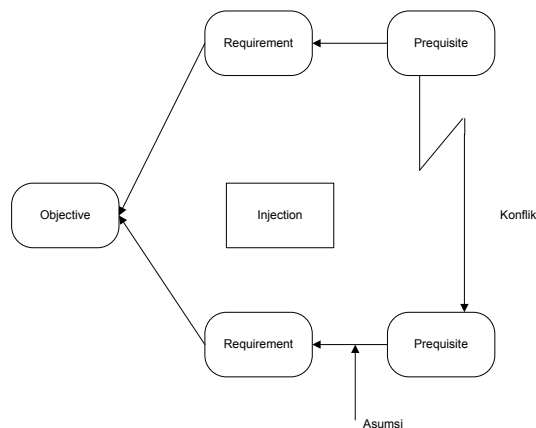 Requirement
Prequisite
Objective
Injection
Konflik
Requirement
Prequisite
Asumsi